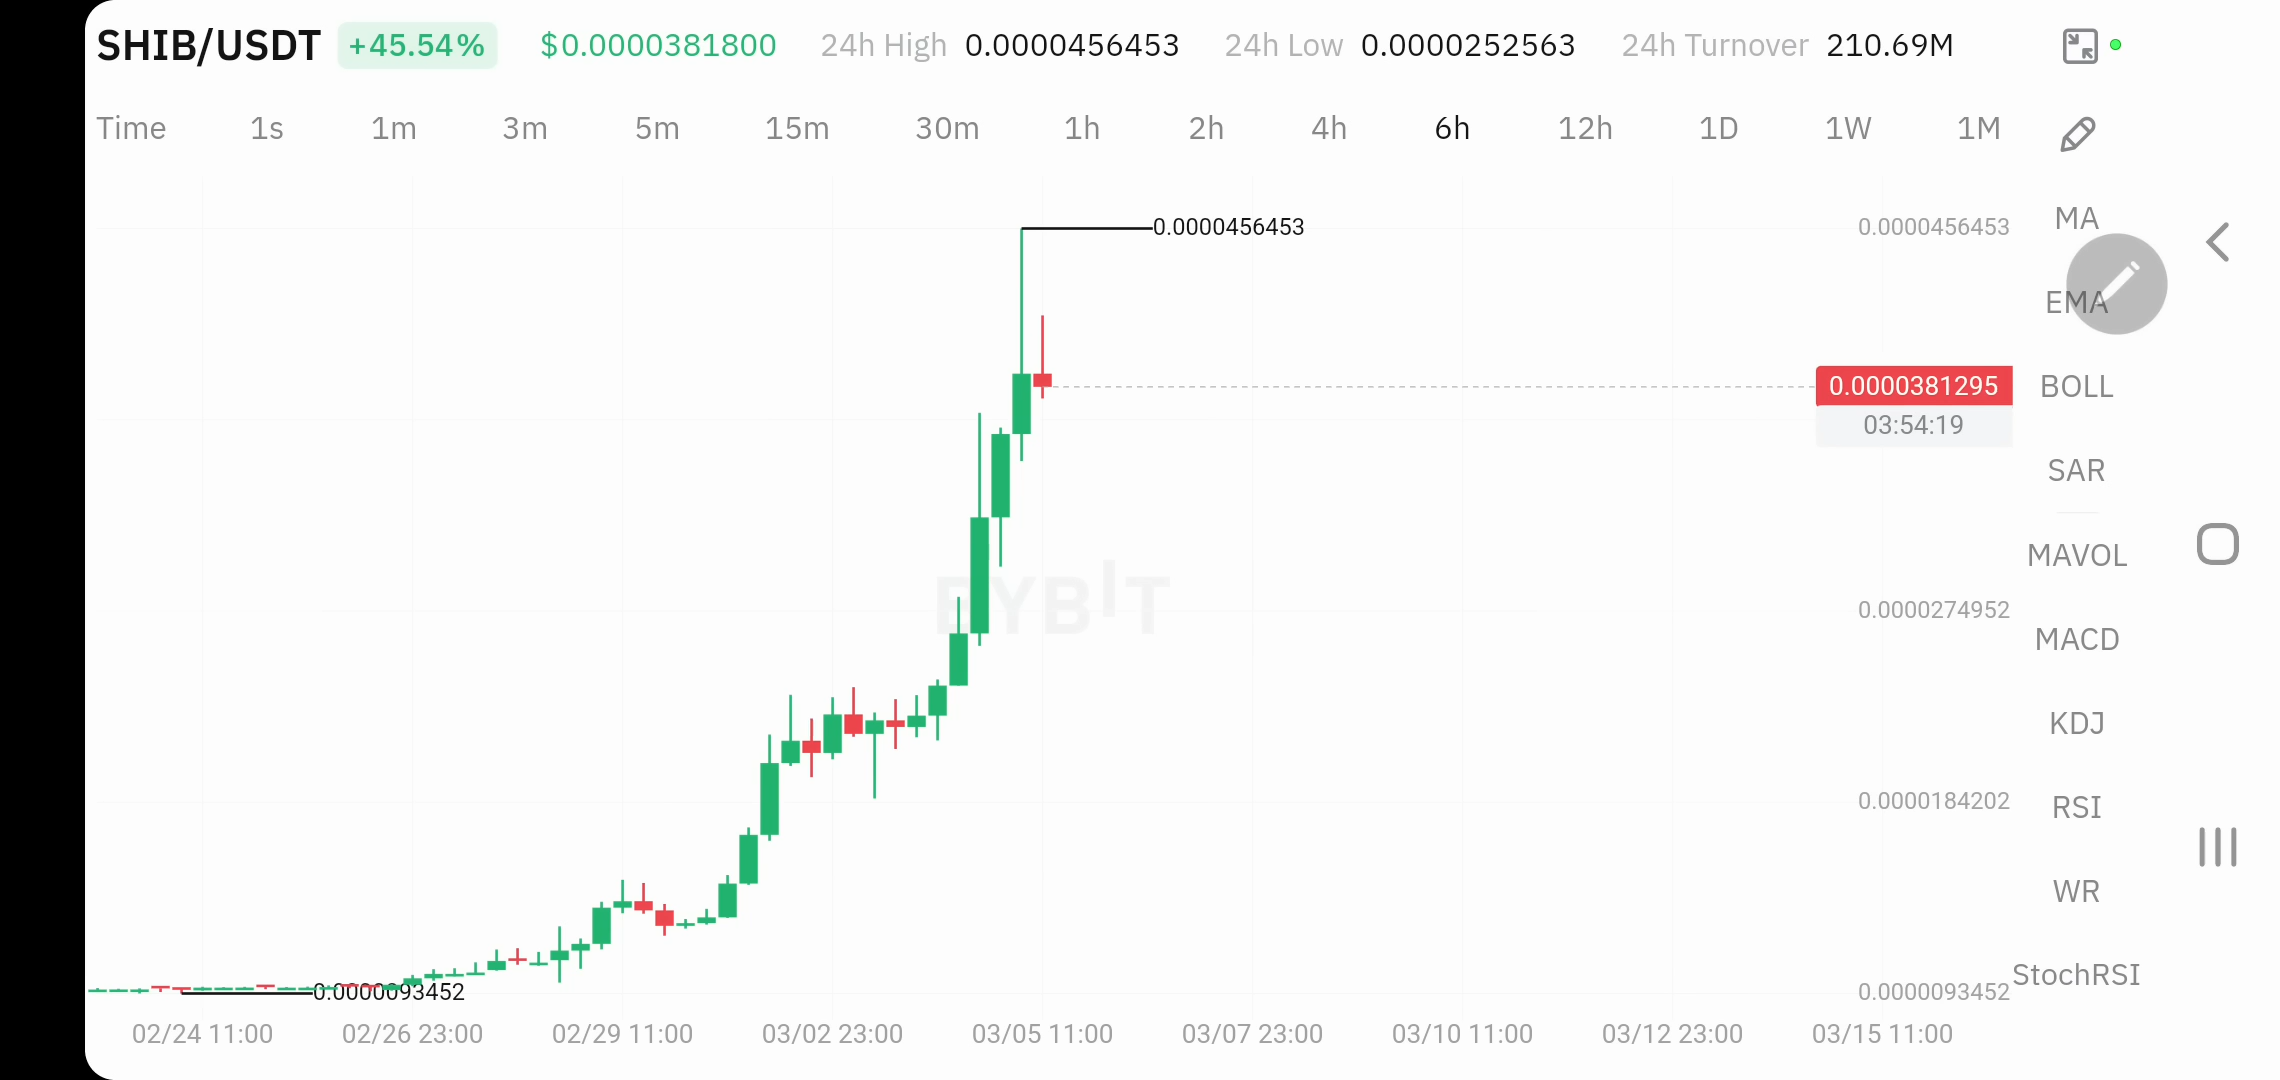 SHIB/USDT +45.54% $0.0000381800 24h High 0.0000456453 24h Low 0.0000252563 24h Turnover 210.69M
Time 1s 1m 3m 5m 15m 30m 1h 2h 4h 6h 12h 1D 1W 1M
0.0000456453 0.0000456453 MA
EMA
0.0000381295 BOLL
03:54:19
SAR
MAVOL
BYBIT
0.0000274952
MACD
KDJ
0.0000184202 RSI
WR
StochRSI
0.0000093452 0.0000093452
02/24 11:00 02/26 23:00 02/29 11:00 03/02 23:00 03/05 11:00 03/07 23:00 03/10 11:00 03/12 23:00 03/15 11:00